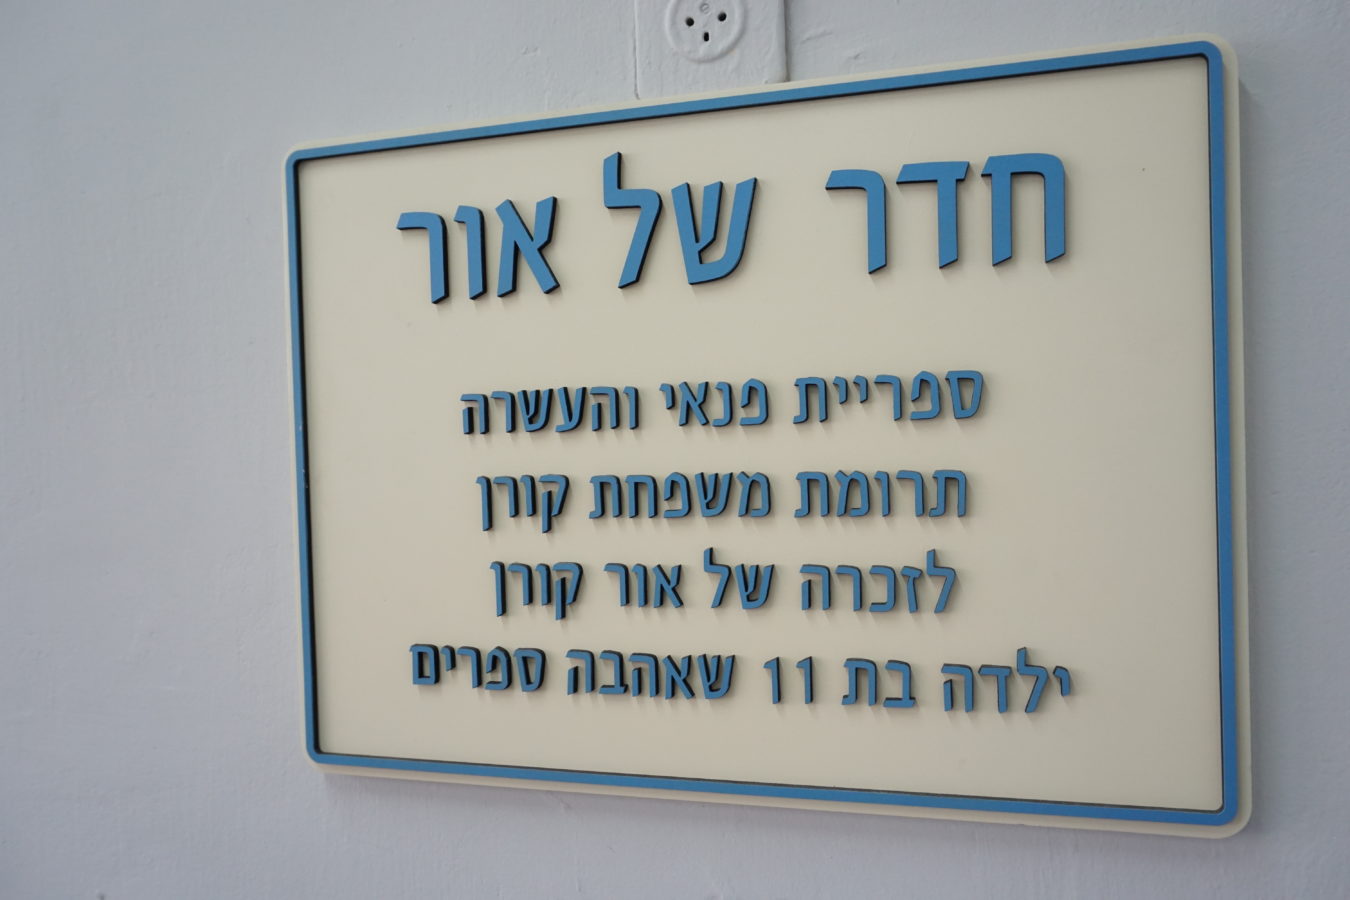 חדר של אור
ספריית פנאי והעשרה
תרומת משפחת קורן
לזכרה של אור קורן
ילדה בת 11 שאהבה ספרים